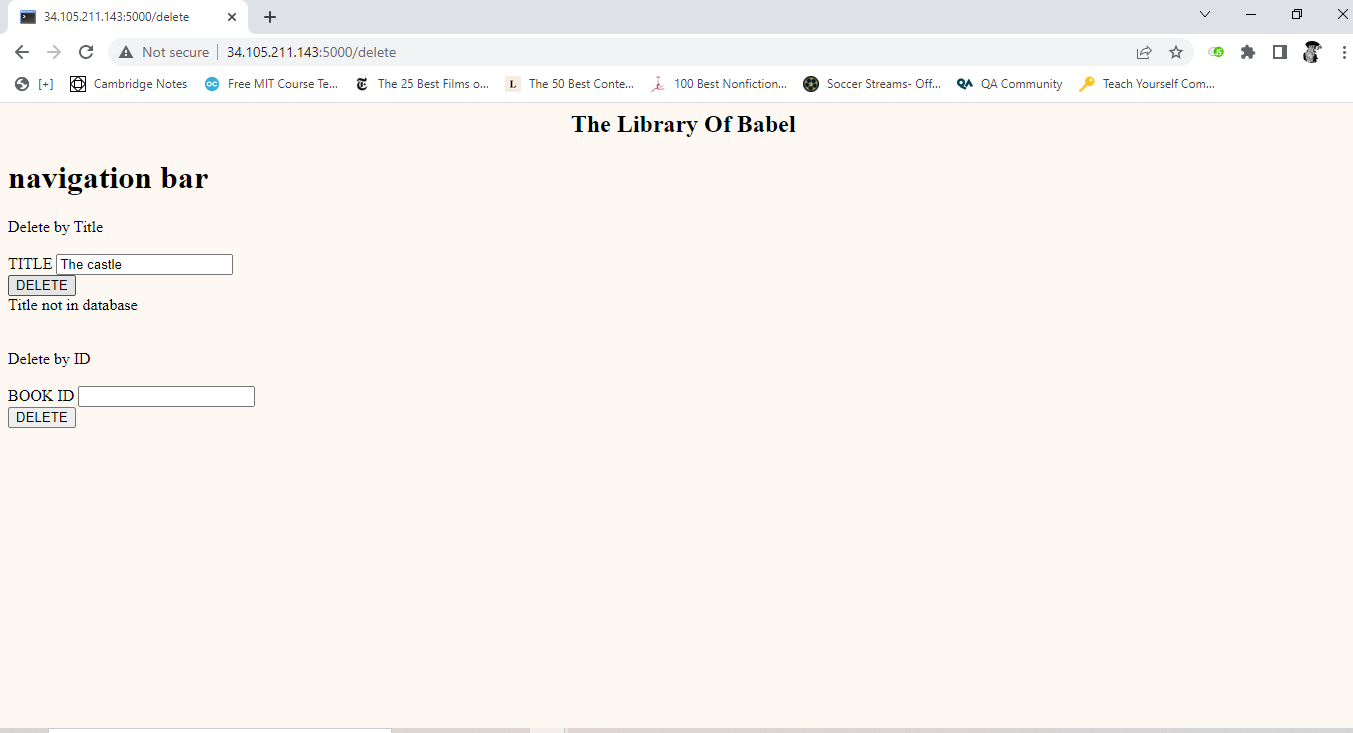 34.105.211.143:5000/delete
Not secure 34.105.211.143:5000/delete
[+] Cambridge Notes Free MIT Course Te... The 25 Best Films o... The 50 Best Conte... 100 Best Nonfiction... Soccer Streams- Off... QA Community Teach Yourself Com...
The Library Of Babel
navigation bar
Delete by Title
TITLE The castle
DELETE
Title not in database
Delete by ID
BOOK ID
DELETE